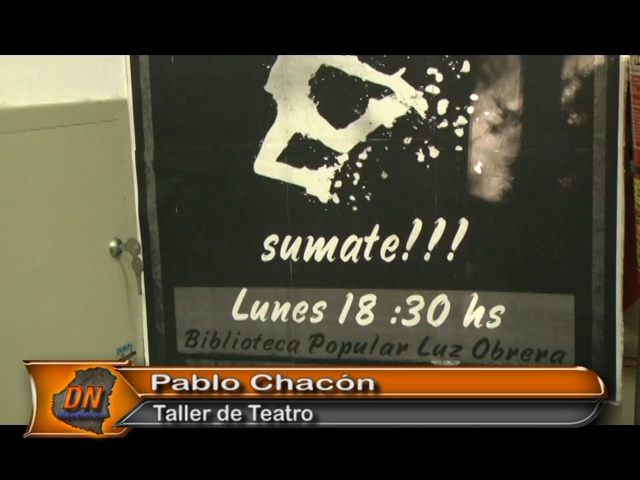 sumate!!!
Lunes 18 :30 hs
Biblioteca Popular Luz Obrera
DN
Pablo Chacón
Taller de Teatro